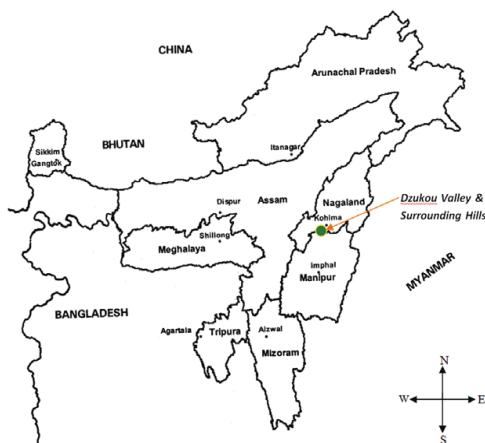 CHINA
Arunachal Pradesh
BHUTAN
Sikkim
Gangtok
Itanagar
Dispur
Assam
Nagaland
Kohima
Dzukou Valley &
Surrounding Hills
Shillong
Meghalaya
Imphal
Manipur
MYANMAR
BANGLADESH
Agartala
Tripura
Aizwal
Mizoram
N
W
E
S